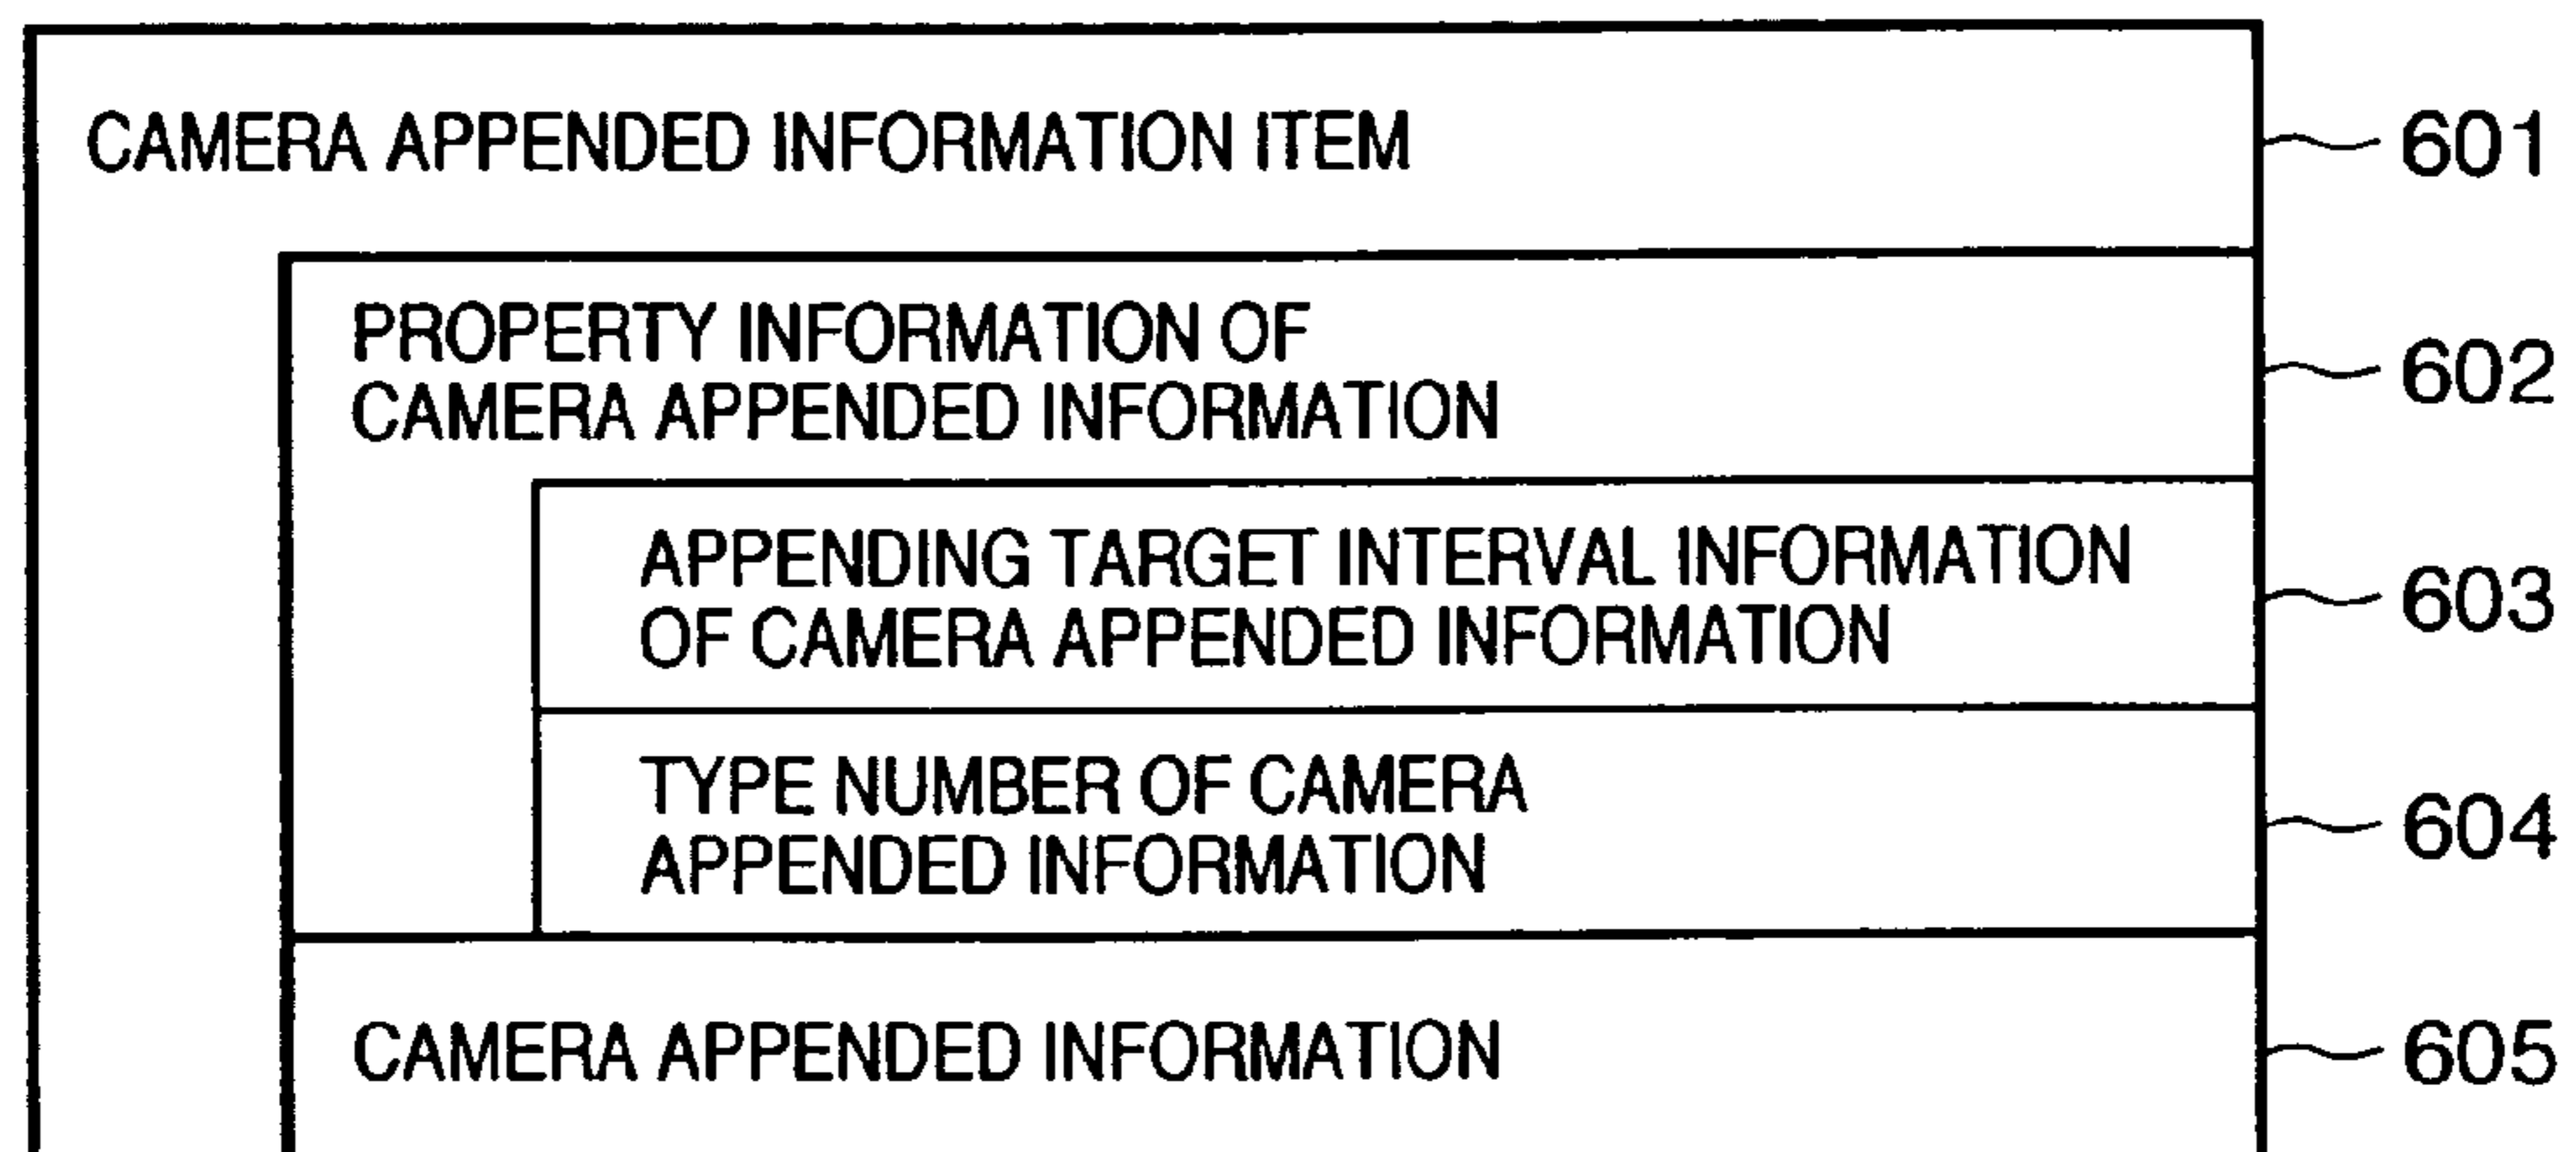 CAMERA APPENDED INFORMATION ITEM
601
PROPERTY INFORMATION OF
CAMERA APPENDED INFORMATION
602
APPENDING TARGET INTERVAL INFORMATION
OF CAMERA APPENDED INFORMATION
603
TYPE NUMBER OF CAMERA
APPENDED INFORMATION
604
CAMERA APPENDED INFORMATION
605